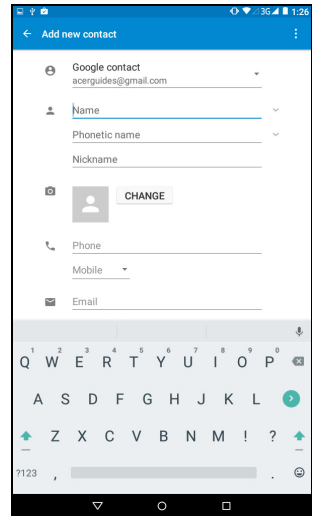 3G 1:26
Add new contact
Google contact
acerguides@gmail.com
Name
Phonetic name
Nickname
CHANGE
Phone
Mobile
Email
1 2 3 4 5 6 7 8 9 0
Q W E R T Y U I O P
A S D F G H J K L
Z X C V B N M ! ?
?123 , .